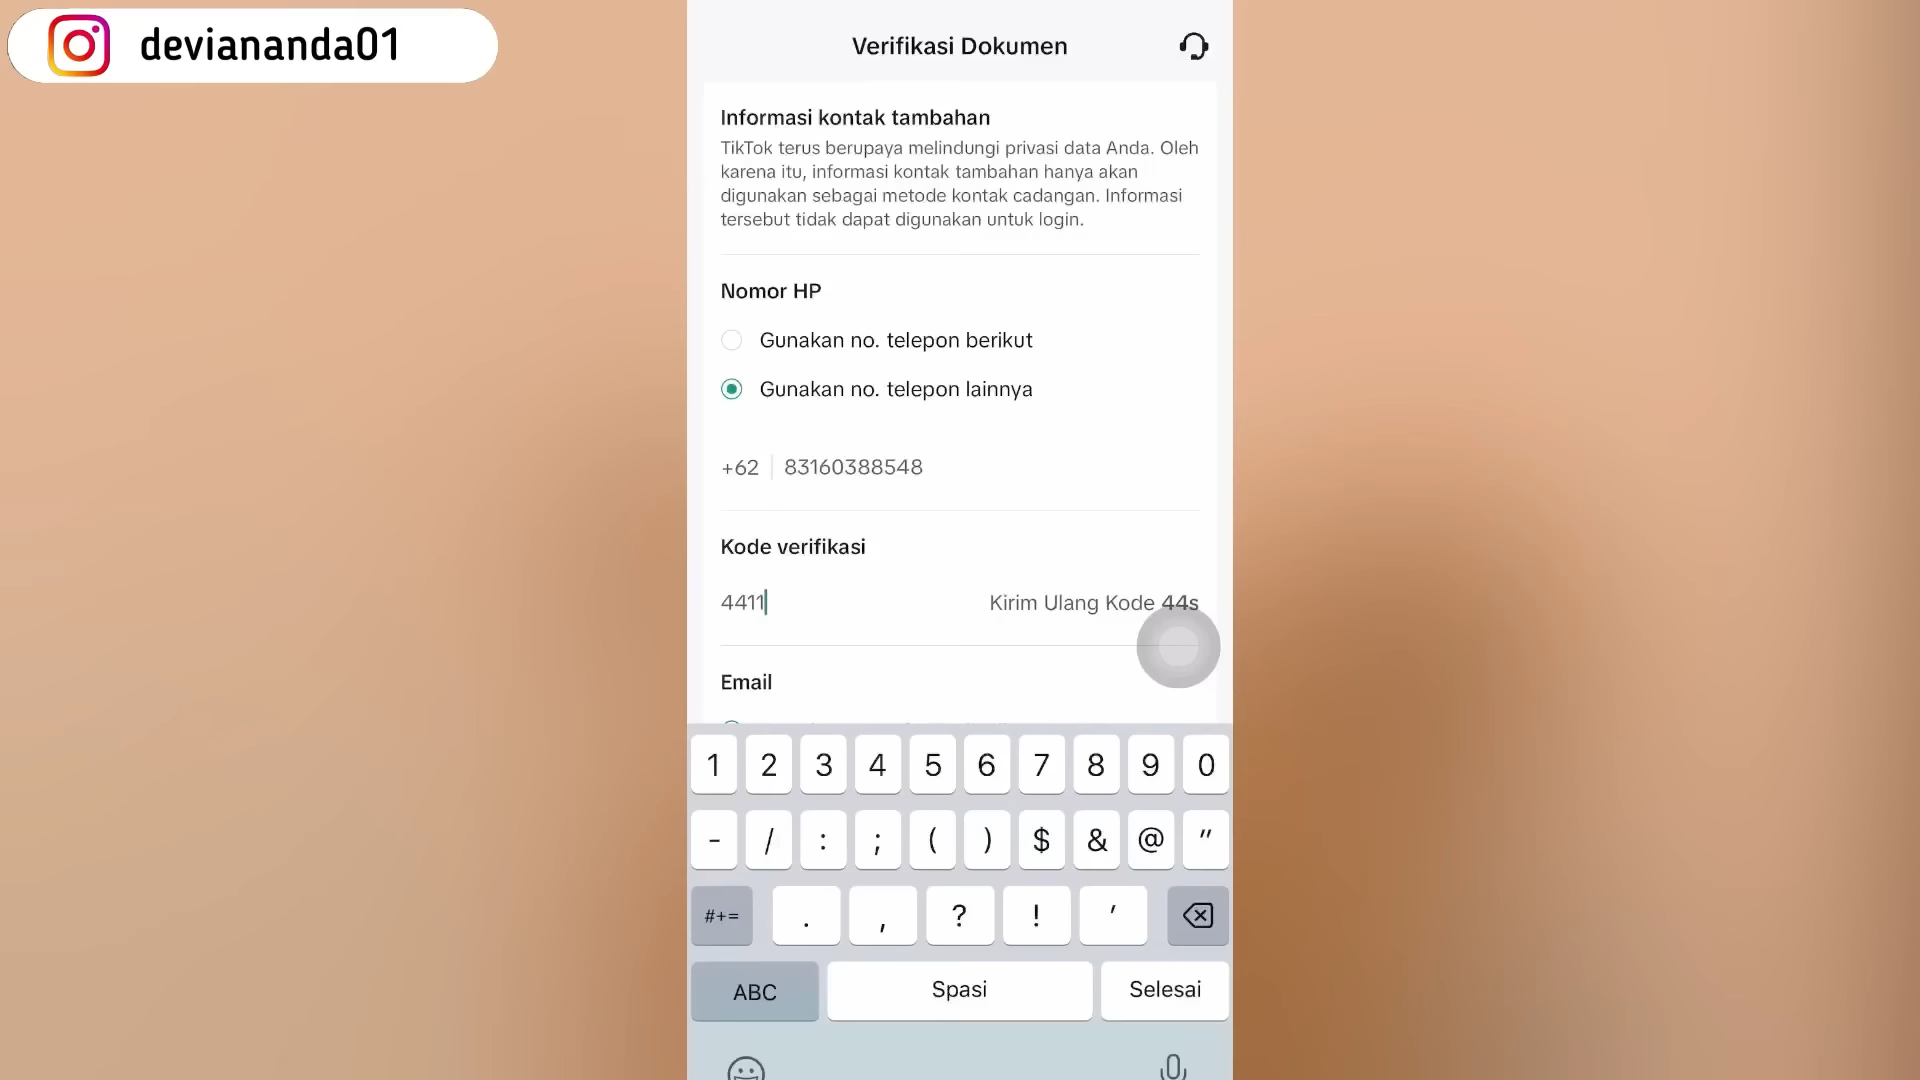 deviananda01
Verifikasi Dokumen
Informasi kontak tambahan
TikTok terus berupaya melindungi privasi data Anda. Oleh
karena itu, informasi kontak tambahan hanya akan
digunakan sebagai metode kontak cadangan. Informasi
tersebut tidak dapat digunakan untuk login.
Nomor HP
Gunakan no. telepon berikut
Gunakan no. telepon lainnya
+62 83160388548
Kode verifikasi
4411 Kirim Ulang Kode 44s
Email
1 2 3 4 5 6 7 8 9 0
- / : ; ( ) $ & @ "
#+= . , ? ! '
ABC Spasi Selesai